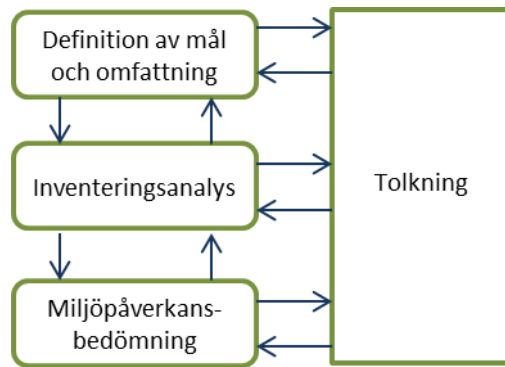 Definition av mål
och omfattning
Inventeringsanalys
Tolkning
Miljöpåverkans-
bedömning